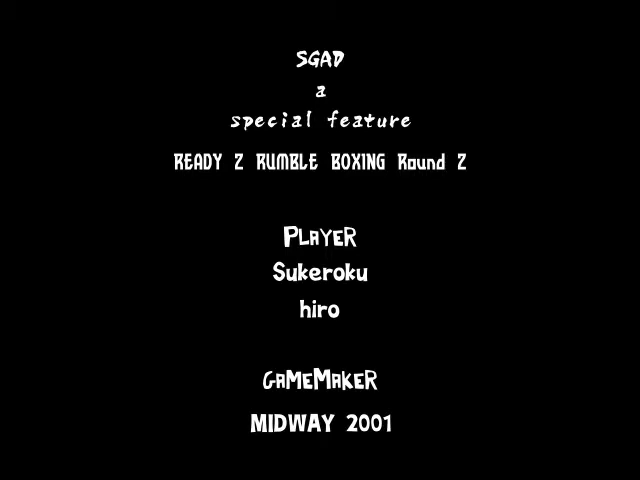 SGAD
a
special feature
READY 2 RUMBLE BOXING Round 2
PLAYER
Sukeroku
hiro
GAMEMAKER
MIDWAY 2001